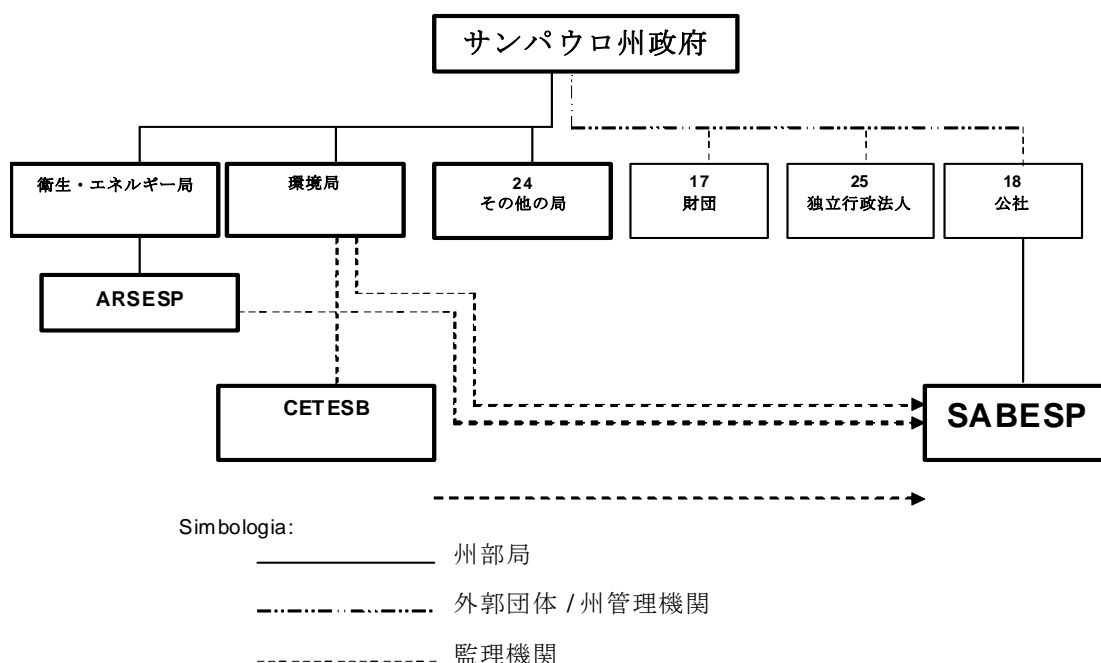 サンパウロ州政府
衛生・エネルギー局
環境局
24
その他の局
17
財団
25
独立行政法人
18
公社
ARSESP
CETESB
SABESP
Simbologia:
州部局
外郭団体 / 州管理機関
監理機関